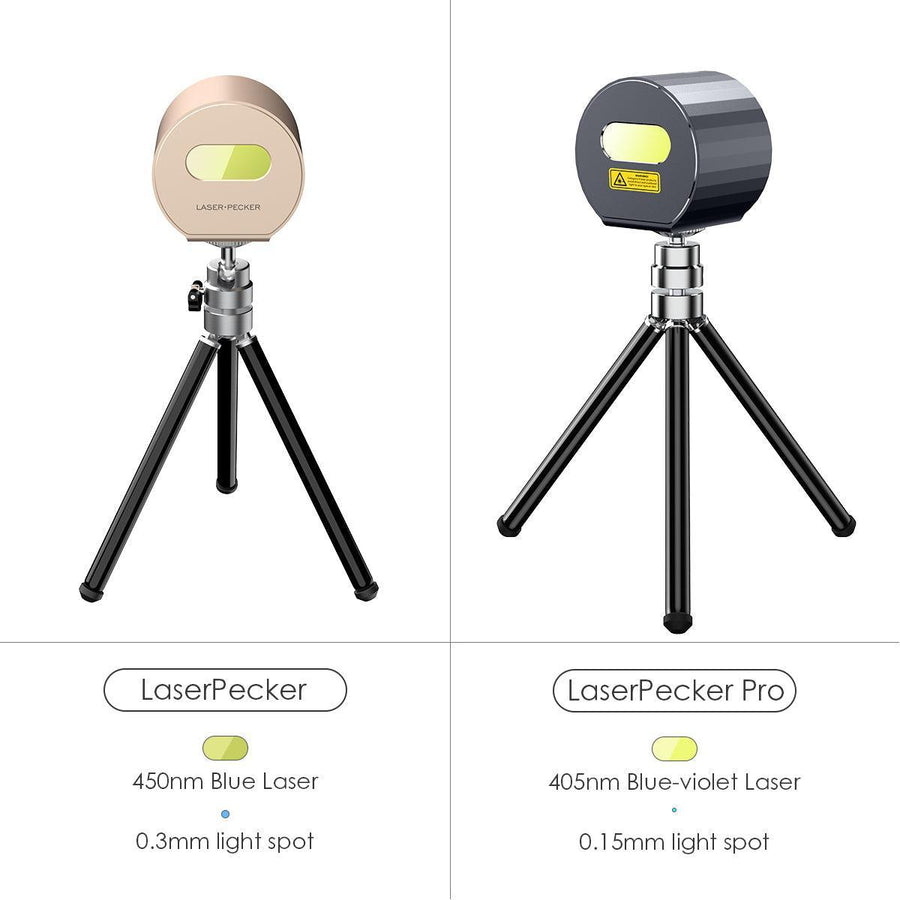 LASER•PECKER
WARNING!
LaserPecker
LaserPecker Pro
450nm Blue Laser
405nm Blue-violet Laser
0.3mm light spot
0.15mm light spot